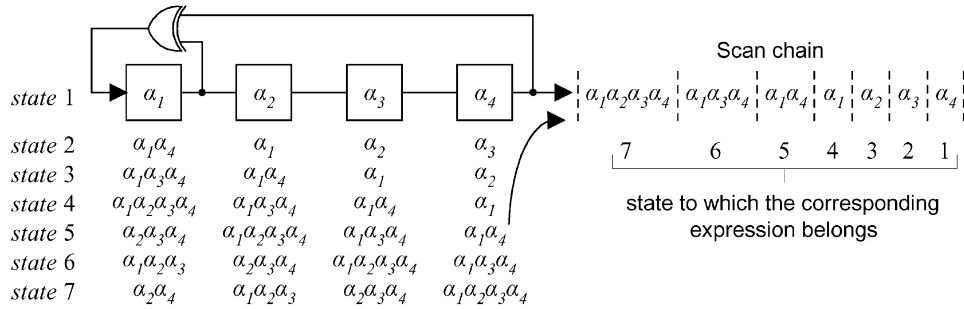 Scan chain
state 1 α1 α2 α3 α4 α1α2α3α4 α1α3α4 α1α4 α1 α2 α3 α4
state 2 α1α4 α1 α2 α3
7 6 5 4 3 2 1
state 3 α1α3α4 α1α4 α1 α2
state 4 α1α2α3α4 α1α3α4 α1α4 α1
state to which the corresponding
expression belongs
state 5 α2α3α4 α1α2α3α4 α1α3α4 α1α4
state 6 α1α2α3 α2α3α4 α1α2α3α4 α1α3α4
state 7 α2α4 α1α2α3 α2α3α4 α1α2α3α4